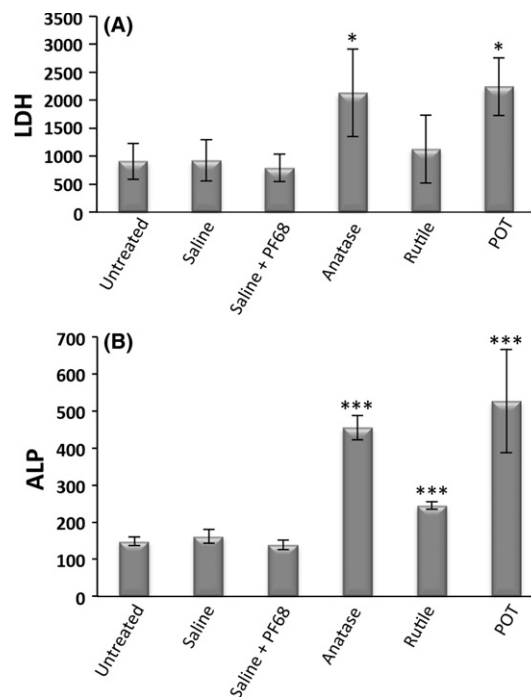 (A)
LDH
3500
3000
2500
2000
1500
1000
500
0
*
*
Untreated
Saline
Saline + PF68
Anatase
Rutile
POT
(B)
ALP
700
600
500
400
300
200
100
0
***
***
***
Untreated
Saline
Saline + PF68
Anatase
Rutile
POT